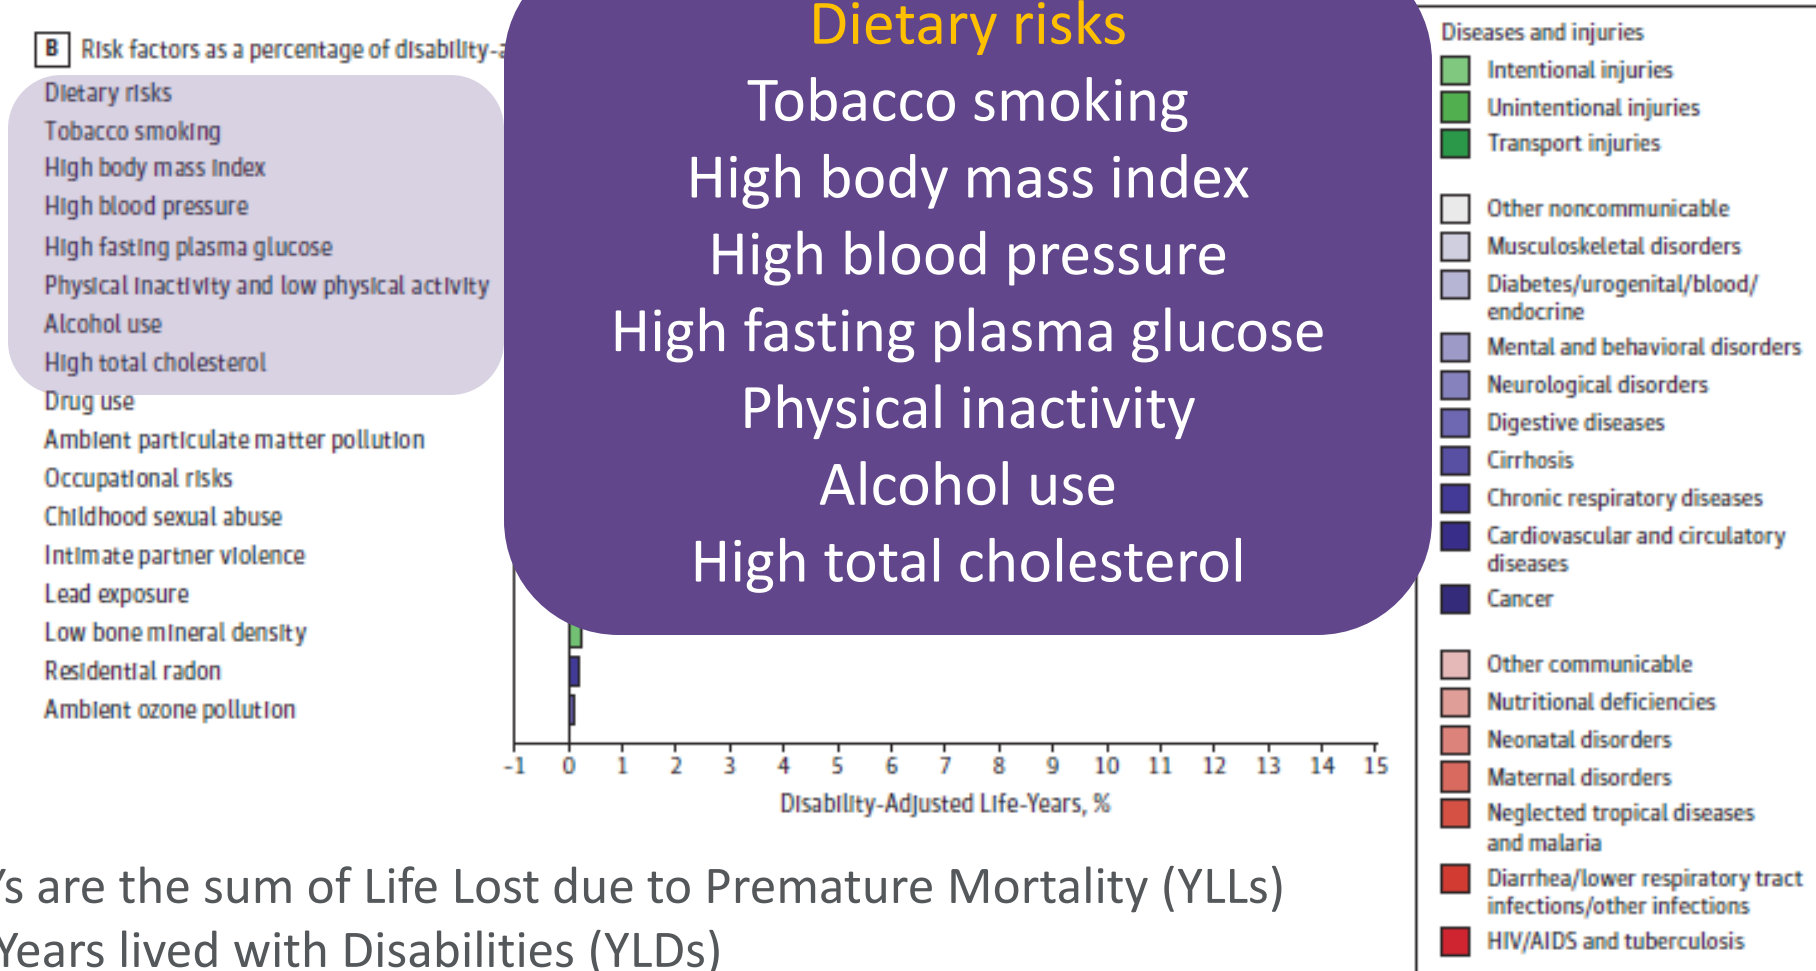 B Risk factors as a percentage of disability-a
Dietary risks
Tobacco smoking
High body mass index
High blood pressure
High fasting plasma glucose
Physical inactivity and low physical activity
Alcohol use
High total cholesterol
Drug use
Ambient particulate matter pollution
Occupational risks
Childhood sexual abuse
Intimate partner violence
Lead exposure
Low bone mineral density
Residential radon
Ambient ozone pollution
Dietary risks
Tobacco smoking
High body mass index
High blood pressure
High fasting plasma glucose
Physical inactivity
Alcohol use
High total cholesterol
-1 0 1 2 3 4 5 6 7 8 9 10 11 12 13 14 15
Disability-Adjusted Life-Years, %
Diseases and injuries
Intentional injuries
Unintentional injuries
Transport injuries
Other noncommunicable
Musculoskeletal disorders
Diabetes/urogenital/blood/
endocrine
Mental and behavioral disorders
Neurological disorders
Digestive diseases
Cirrhosis
Chronic respiratory diseases
Cardiovascular and circulatory
diseases
Cancer
Other communicable
Nutritional deficiencies
Neonatal disorders
Maternal disorders
Neglected tropical diseases
and malaria
Diarrhea/lower respiratory tract
infections/other infections
HIV/AIDS and tuberculosis
's are the sum of Life Lost due to Premature Mortality (YLLs)
Years lived with Disabilities (YLDs)